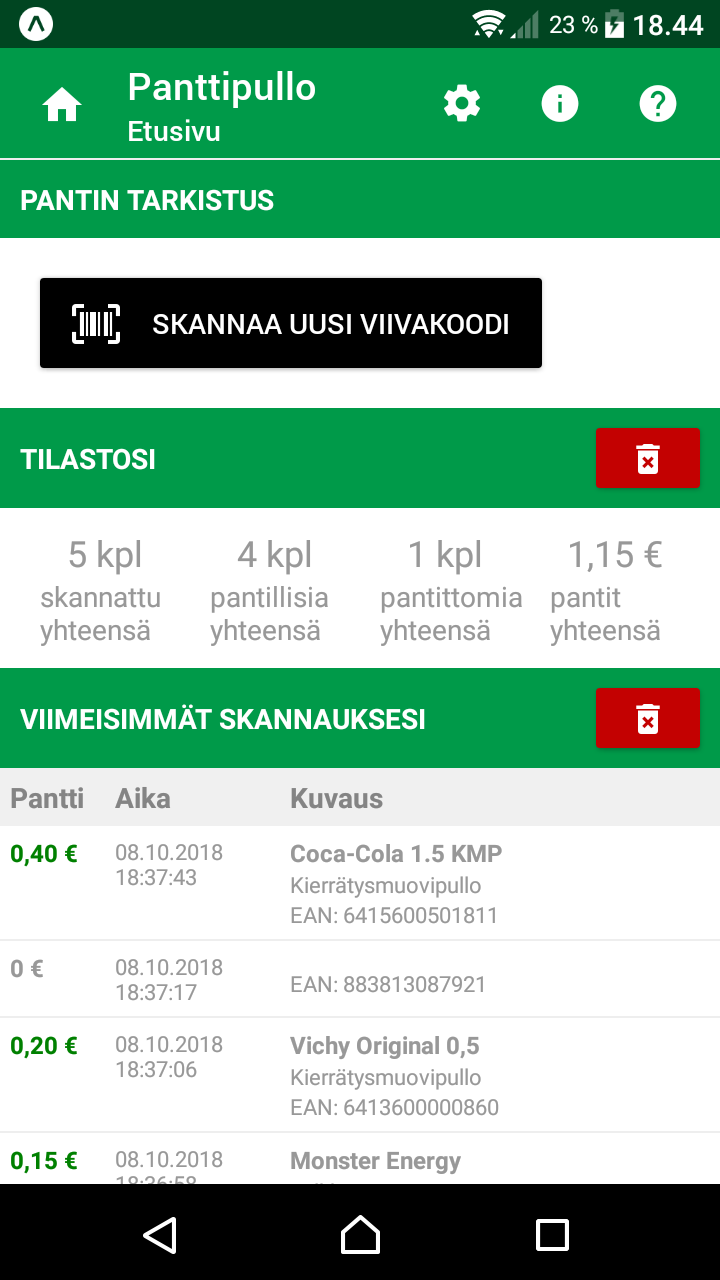 23 % 18.44
Panttipullo
Etusivu
PANTIN TARKISTUS
SKANNAA UUSI VIIVAKOODI
TILASTOSI
5 kpl 4 kpl 1 kpl 1,15 €
skannattu pantillisia pantittomia pantit
yhteensä yhteensä yhteensä yhteensä
VIIMEISIMMÄT SKANNAUKSESI
Pantti Aika Kuvaus
0,40 € 08.10.2018 Coca-Cola 1.5 KMP
18:37:43 Kierrätysmuovipullo
EAN: 6415600501811
0 € 08.10.2018
18:37:17 EAN: 883813087921
0,20 € 08.10.2018 Vichy Original 0,5
18:37:06 Kierrätysmuovipullo
EAN: 6413600000860
0,15 € 08.10.2018 Monster Energy
18:36:58